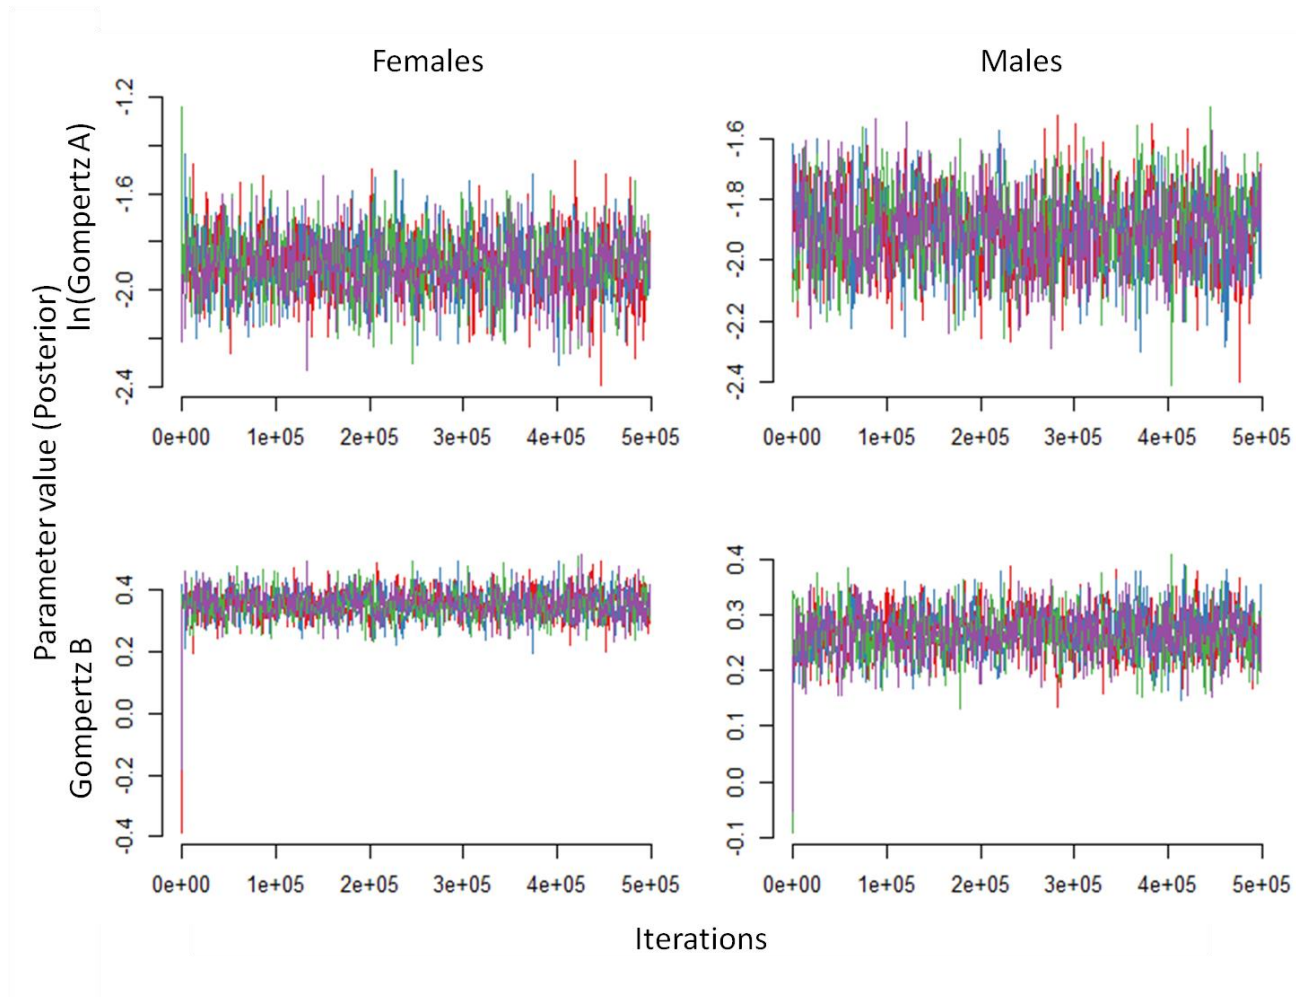 Females
Males
Parameter value (Posterior)
ln(Gompertz A)
-1.2
-1.6
-2.0
-2.4
0e+00 1e+05 2e+05 3e+05 4e+05 5e+05
-1.6
-1.8
-2.0
-2.2
-2.4
0e+00 1e+05 2e+05 3e+05 4e+05 5e+05
Gompertz B
0.4
0.2
0.0
-0.2
-0.4
0e+00 1e+05 2e+05 3e+05 4e+05 5e+05
0.4
0.3
0.2
0.1
0.0
-0.1
0e+00 1e+05 2e+05 3e+05 4e+05 5e+05
Iterations